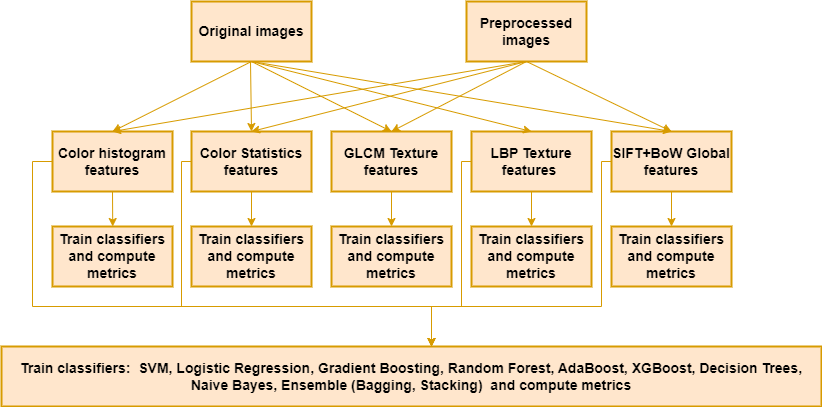 Original images
Preprocessed
images
Color histogram
features
Color Statistics
features
GLCM Texture
features
LBP Texture
features
SIFT+BoW Global
features
Train classifiers
and compute
metrics
Train classifiers
and compute
metrics
Train classifiers
and compute
metrics
Train classifiers
and compute
metrics
Train classifiers
and compute
metrics
Train classifiers:  SVM, Logistic Regression, Gradient Boosting, Random Forest, AdaBoost, XGBoost, Decision Trees,
Naive Bayes, Ensemble (Bagging, Stacking)  and compute metrics